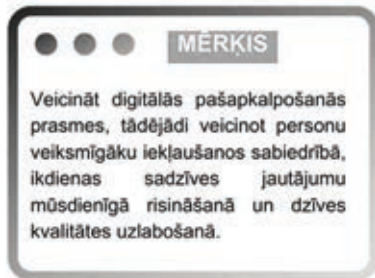 MĒRĶIS
Veicināt digitālās pašapkalpošanās
prasmes, tādējādi veicinot personu
veiksmīgāku iekļaušanos sabiedrībā,
ikdienas sadzīves jautājumu
mūsdienīgā risināšanā un dzīves
kvalitātes uzlabošanā.